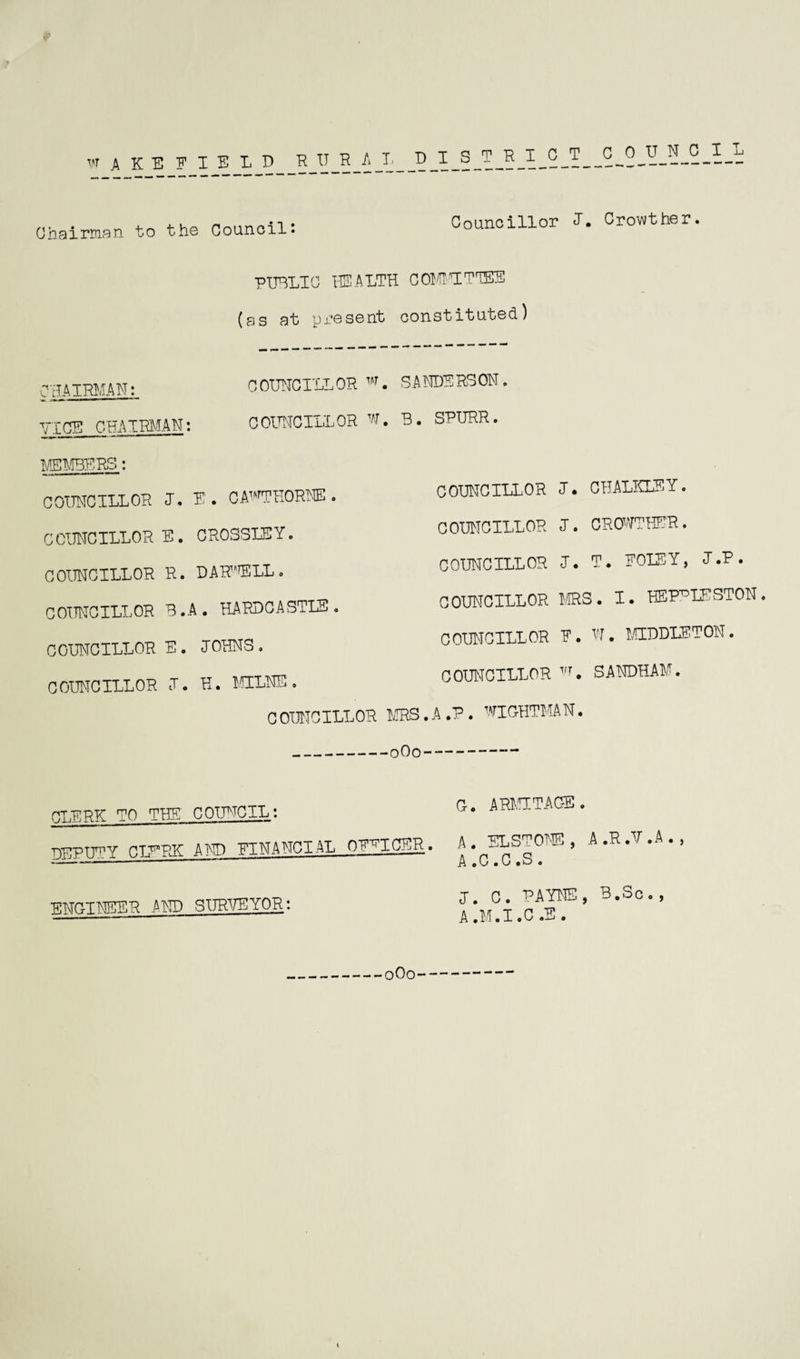 WAKEFIELD RURAL DISTRICT COUNCIL
Chairman to the Council: Councillor J. Crowther.
PUBLIC HEALTH COMMITTEE
(as at present constituted)
CHAIRMAN: COUNCILLOR W. SANDERSON.
VICE CHAIRMAN: COUNCILLOR W. B. SPURR.
MEMBERS:
COUNCILLOR J. E. CAWTHORNE. COUNCILLOR J. CHALKLEY.
COUNCILLOR E. CROSSLEY. COUNCILLOR J. CROWTHER.
COUNCILLOR R. DARWELL. COUNCILLOR J. T. FOLEY, J.P.
COUNCILLOR B.A. HARDCASTLE. COUNCILLOR MRS. I. HEPPLESTON.
COUNCILLOR E. JOHNS. COUNCILLOR F. W. MIDDLETON.
COUNCILLOR J. H. MILNE. COUNCILLOR W. SANDHAM.
COUNCILLOR MRS.A.P. WIGHTMAN.
----------oOo----------
CLERK TO THE COUNCIL: G. ARMITAGE.
DEPUTY CLERK AND FINANCIAL OFFICER. A. ELSTONE, A.R.V.A.,
A.C.C.S.
ENGINEER AND SURVEYOR: J. C. PAYNE, B.Sc.,
A.M.I.C.E.
----------oOo----------